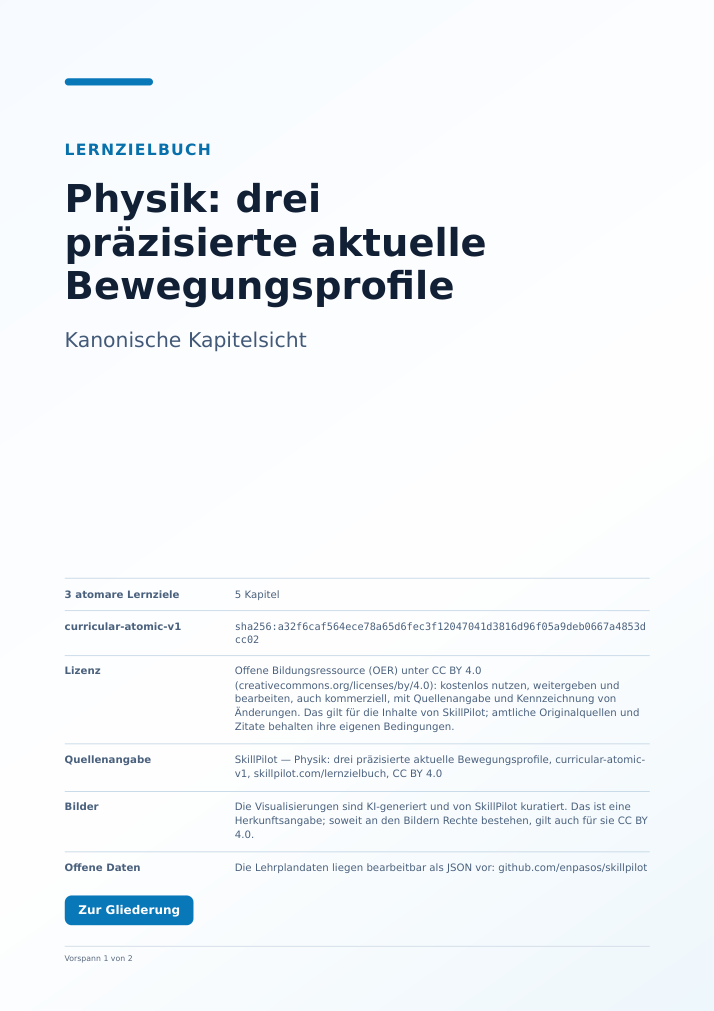 LERNZIELBUCH
Physik: drei
präzisierte aktuelle
Bewegungsprofile
Kanonische Kapitelsicht
3 atomare Lernziele
5 Kapitel
curricular-atomic-v1
sha256:a32f6caf564ece78a65d6fec3f12047041d3816d96f05a9deb0667a4853d
cc02
Lizenz
Offene Bildungsressource (OER) unter CC BY 4.0
(creativecommons.org/licenses/by/4.0): kostenlos nutzen, weitergeben und
bearbeiten, auch kommerziell, mit Quellenangabe und Kennzeichnung von
Änderungen. Das gilt für die Inhalte von SkillPilot; amtliche Originalquellen und
Zitate behalten ihre eigenen Bedingungen.
Quellenangabe
SkillPilot — Physik: drei präzisierte aktuelle Bewegungsprofile, curricular-atomic-
v1, skillpilot.com/lernzielbuch, CC BY 4.0
Bilder
Die Visualisierungen sind KI-generiert und von SkillPilot kuratiert. Das ist eine
Herkunftsangabe; soweit an den Bildern Rechte bestehen, gilt auch für sie CC BY
4.0.
Offene Daten
Die Lehrplandaten liegen bearbeitbar als JSON vor: github.com/enpasos/skillpilot
Zur Gliederung
Vorspann 1 von 2